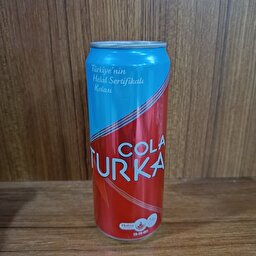 Türkiye'nin
Helal Sertifikalı
Kolası
COLA
TURKA